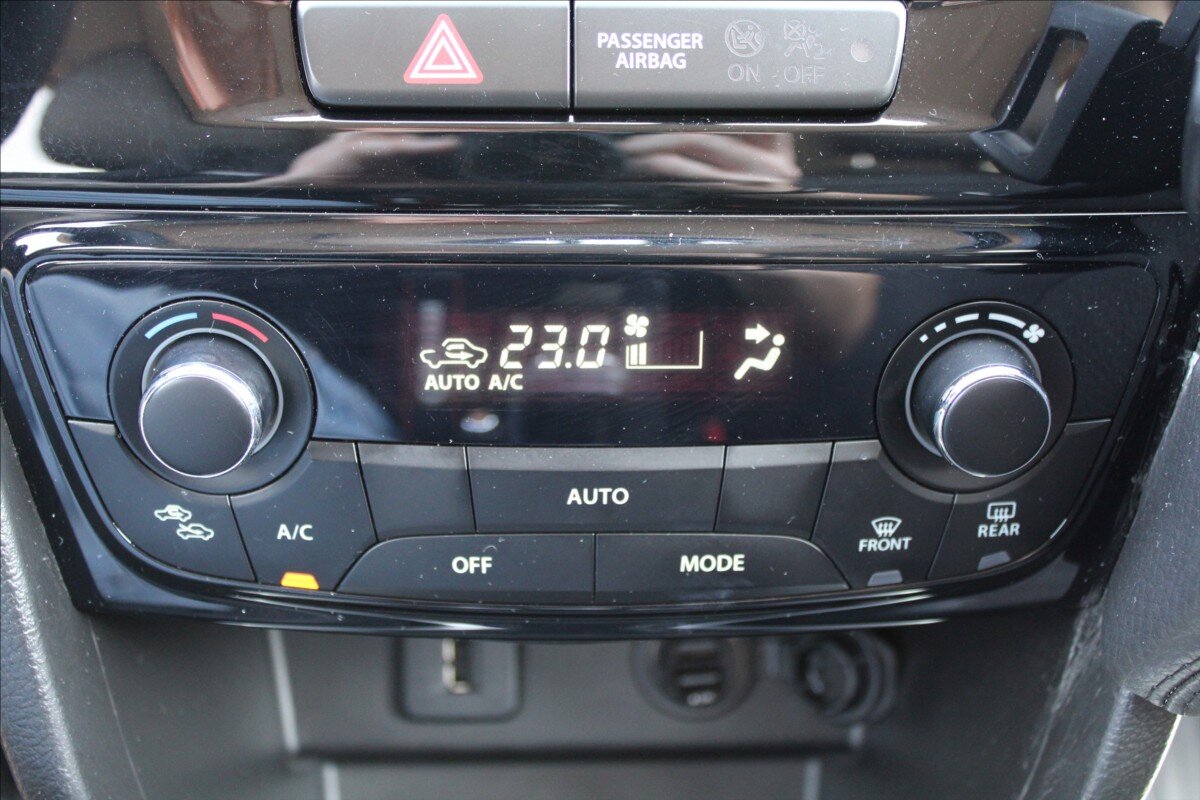 PASSENGER
AIRBAG
ON OFF
23.0
AUTO A/C
AUTO
A/C
OFF
MODE
FRONT
REAR